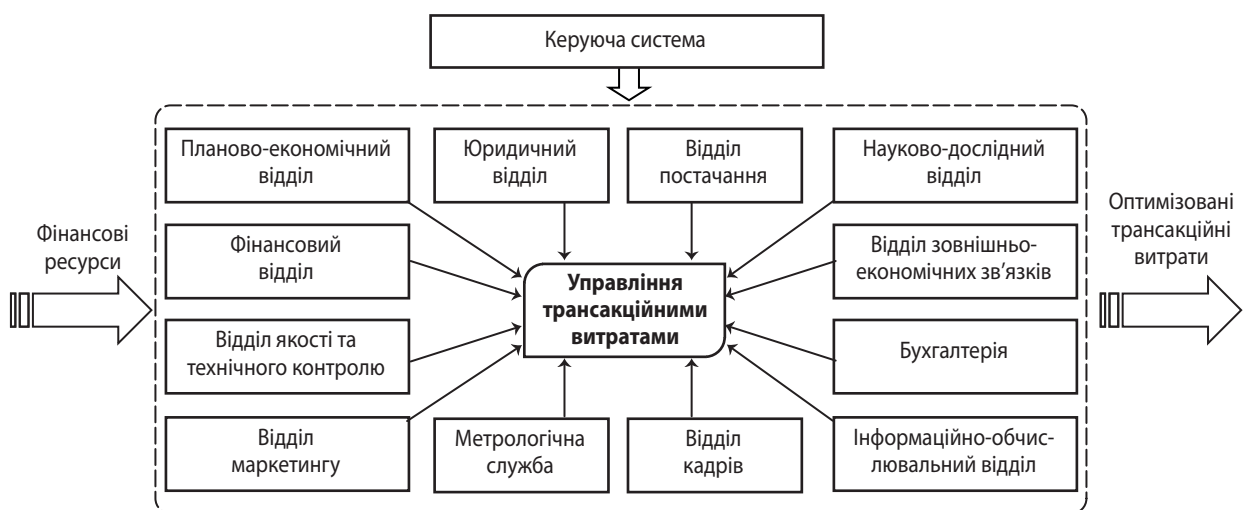 Керуюча система
Планово-економічний
відділ
Юридичний
відділ
Відділ
постачання
Науково-дослідний
відділ
Фінансові
ресурси
Фінансовий
відділ
Управління
трансакційними
витратами
Відділ зовнішньо-
економічних зв’язків
Оптимізовані
трансакційні
витрати
Відділ якості та
технічного контролю
Бухгалтерія
Відділ
маркетингу
Метрологічна
служба
Відділ
кадрів
Інформаційно-обчис-
лювальний відділ